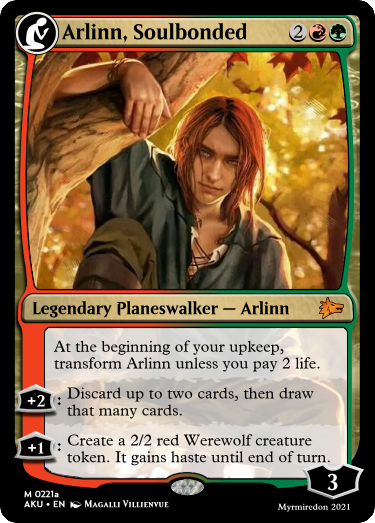 Arlinn, Soulbonded 2
Legendary Planeswalker — Arlinn
At the beginning of your upkeep,
transform Arlinn unless you pay 2 life.
+2: Discard up to two cards, then draw
that many cards.
+1: Create a 2/2 red Werewolf creature
token. It gains haste until end of turn.
3
M 0221a
AKU • EN Magalli Villienvue
Myrmiredon 2021